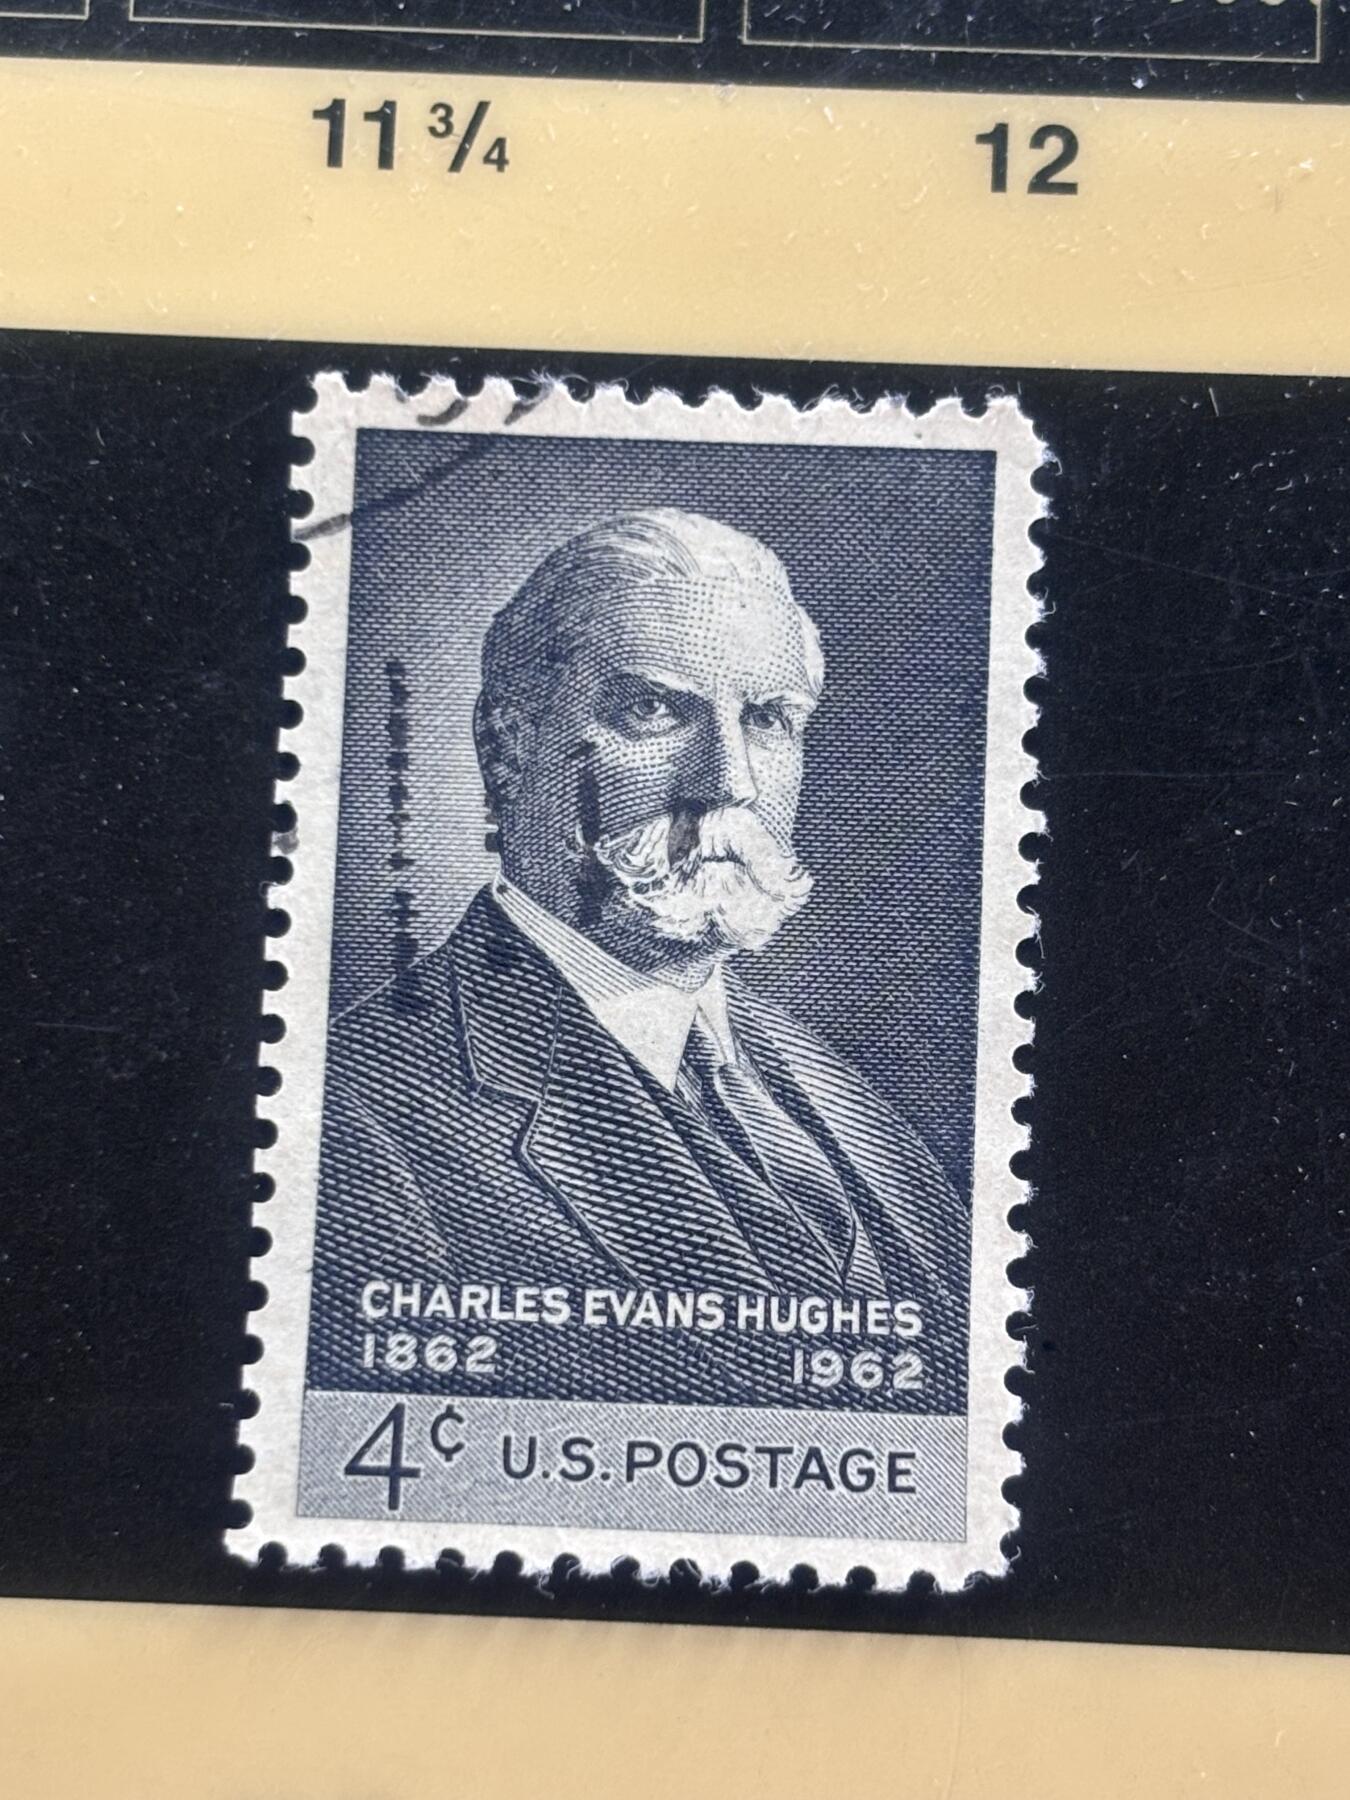 11 3/4 12
CHARLES EVANS HUGHES
1862 1962
4¢ U.S. POSTAGE